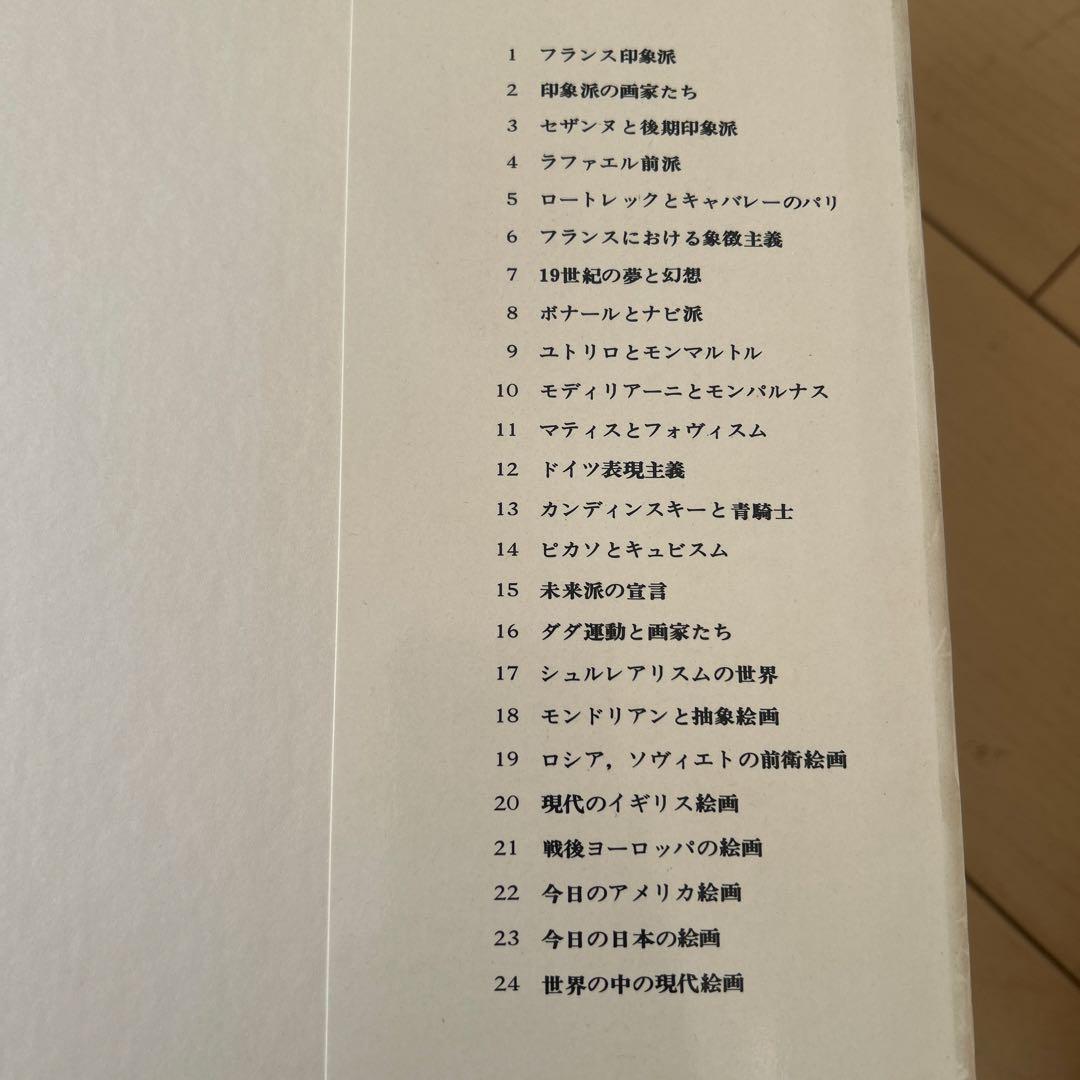 1 フランス印象派
2 印象派の画家たち
3 セザンヌと後期印象派
4 ラファエル前派
5 ロートレックとキャバレーのパリ
6 フランスにおける象徴主義
7 19世紀の夢と幻想
8 ボナールとナビ派
9 ユトリロとモンマルトル
10 モディリアーニとモンパルナス
11 マティスとフォヴィスム
12 ドイツ表現主義
13 カンディンスキーと青騎士
14 ピカソとキュビスム
15 未来派の宣言
16 ダダ運動と画家たち
17 シュルレアリスムの世界
18 モンドリアンと抽象絵画
19 ロシア,ソヴィエトの前衛絵画
20 現代のイギリス絵画
21 戦後ヨーロッパの絵画
22 今日のアメリカ絵画
23 今日の日本の絵画
24 世界の中の現代絵画